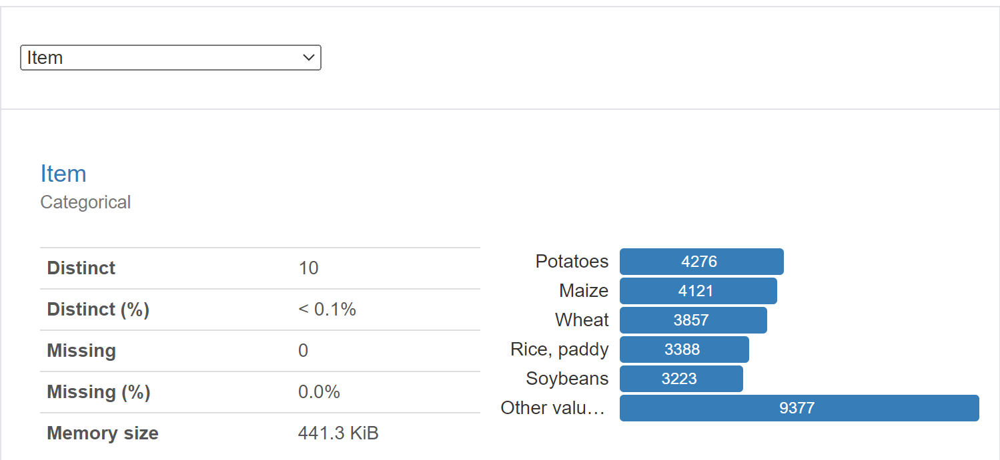 Item
Item
Categorical
Distinct 10
Distinct (%) < 0.1%
Missing 0
Missing (%) 0.0%
Memory size 441.3 KiB
Potatoes 4276
Maize 4121
Wheat 3857
Rice, paddy 3388
Soybeans 3223
Other valu… 9377